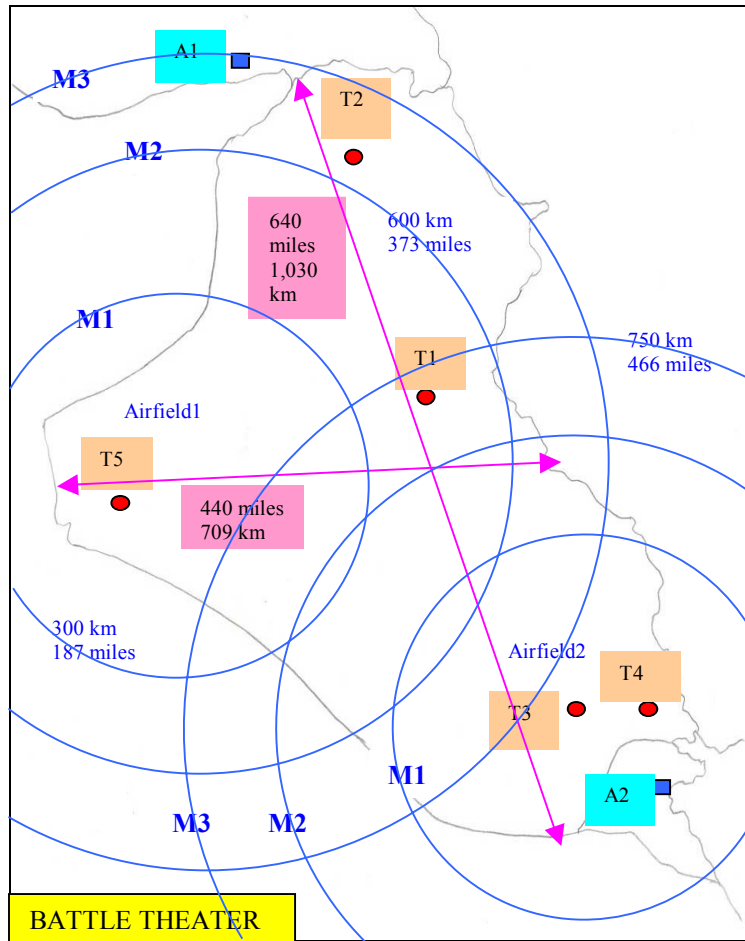 A1
M3
T2
M2
640
miles
1,030
km
600 km
373 miles
M1
750 km
466 miles
T1
Airfield1
T5
440 miles
709 km
300 km
187 miles
Airfield2
T4
T3
M1
A2
M3
M2
BATTLE THEATER